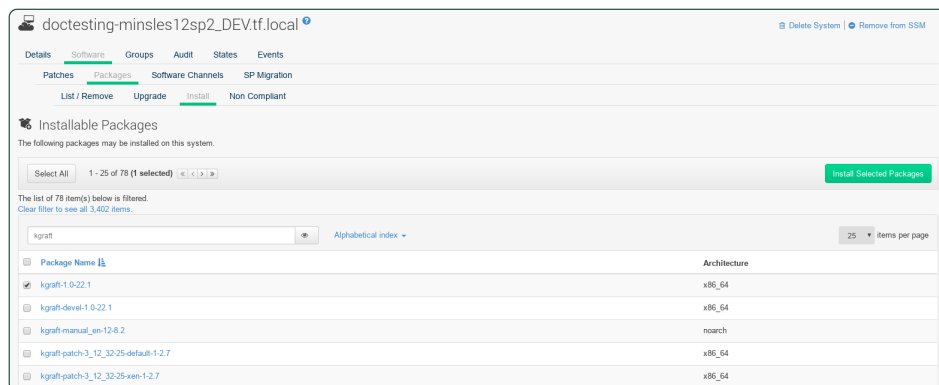 doctesting-minsles12sp2_DEV.tf.local ?
Delete System | Remove from SSM
Details Software Groups Audit States Events
Patches Packages Software Channels SP Migration
List / Remove Upgrade Install Non Compliant
Installable Packages
The following packages may be installed on this system.
Select All 1 - 25 of 78 (1 selected) « < > » Install Selected Packages
The list of 78 item(s) below is filtered.
Clear filter to see all 3,402 items.
kgraft Alphabetical index 25 items per page
Package Name Architecture
kgraft-1.0-22.1 x86_64
kgraft-devel-1.0-22.1 x86_64
kgraft-manual_en-12-8.2 noarch
kgraft-patch-3_12_32-25-default-1-2.7 x86_64
kgraft-patch-3_12_32-25-xen-1-2.7 x86_64